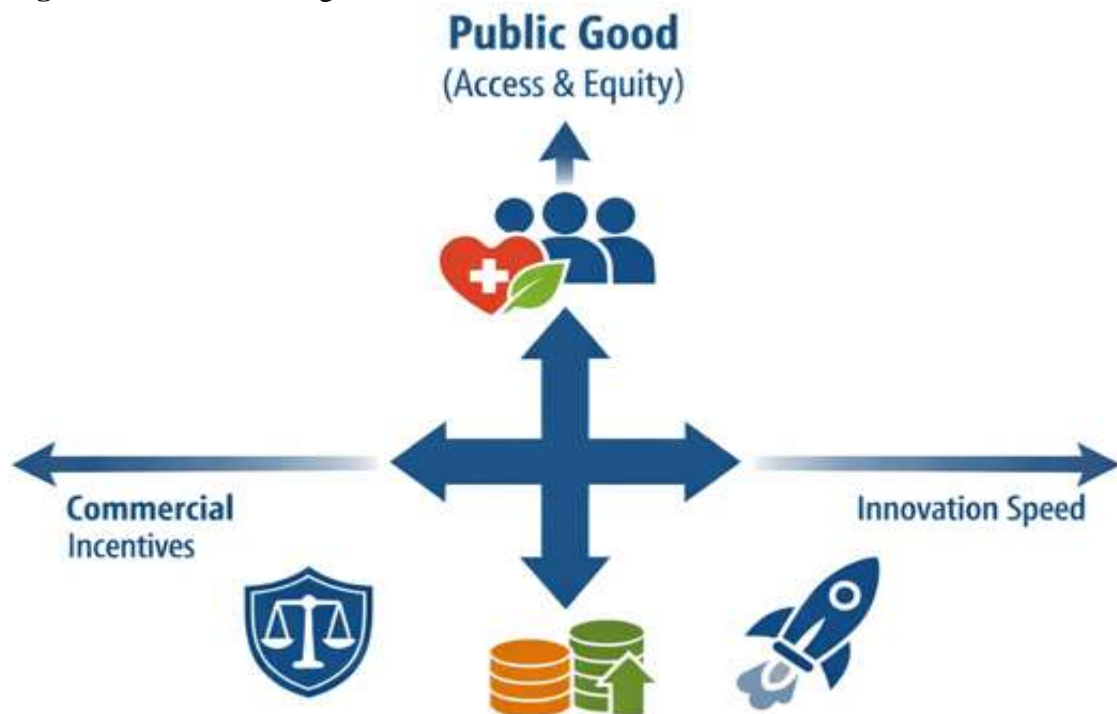 Public Good
(Access & Equity)
Commercial
Incentives
Innovation Speed